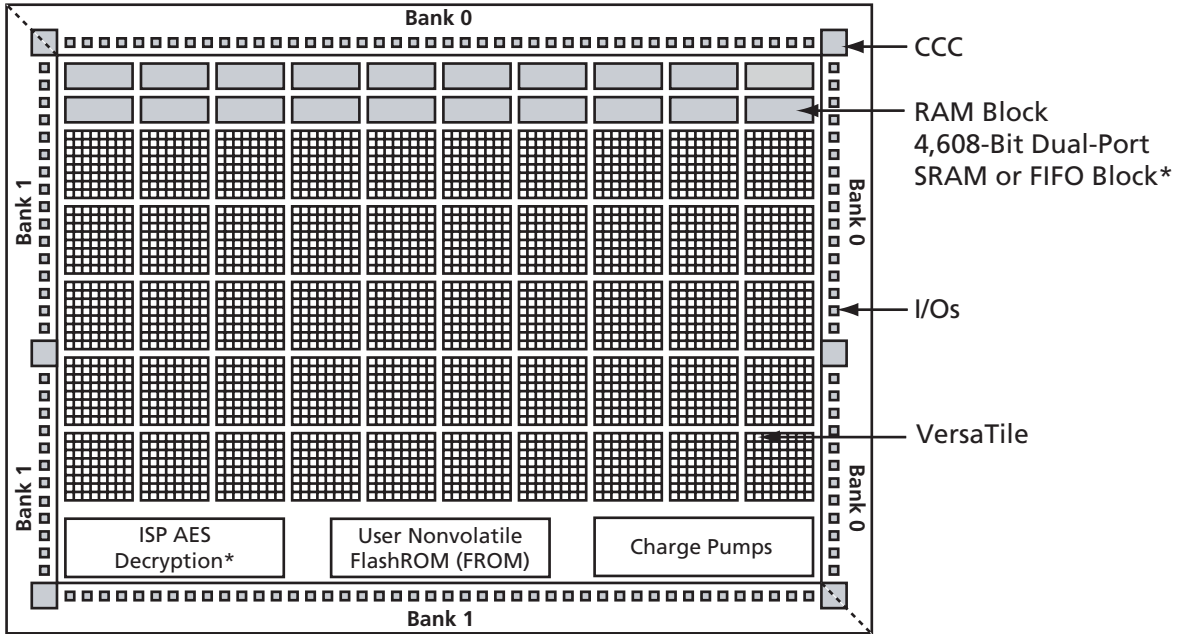 Bank 0
CCC
RAM Block
4,608-Bit Dual-Port
SRAM or FIFO Block*
Bank 1
Bank 0
I/Os
VersaTile
Bank 1
Bank 0
ISP AES
Decryption*
User Nonvolatile
FlashROM (FROM)
Charge Pumps
Bank 1